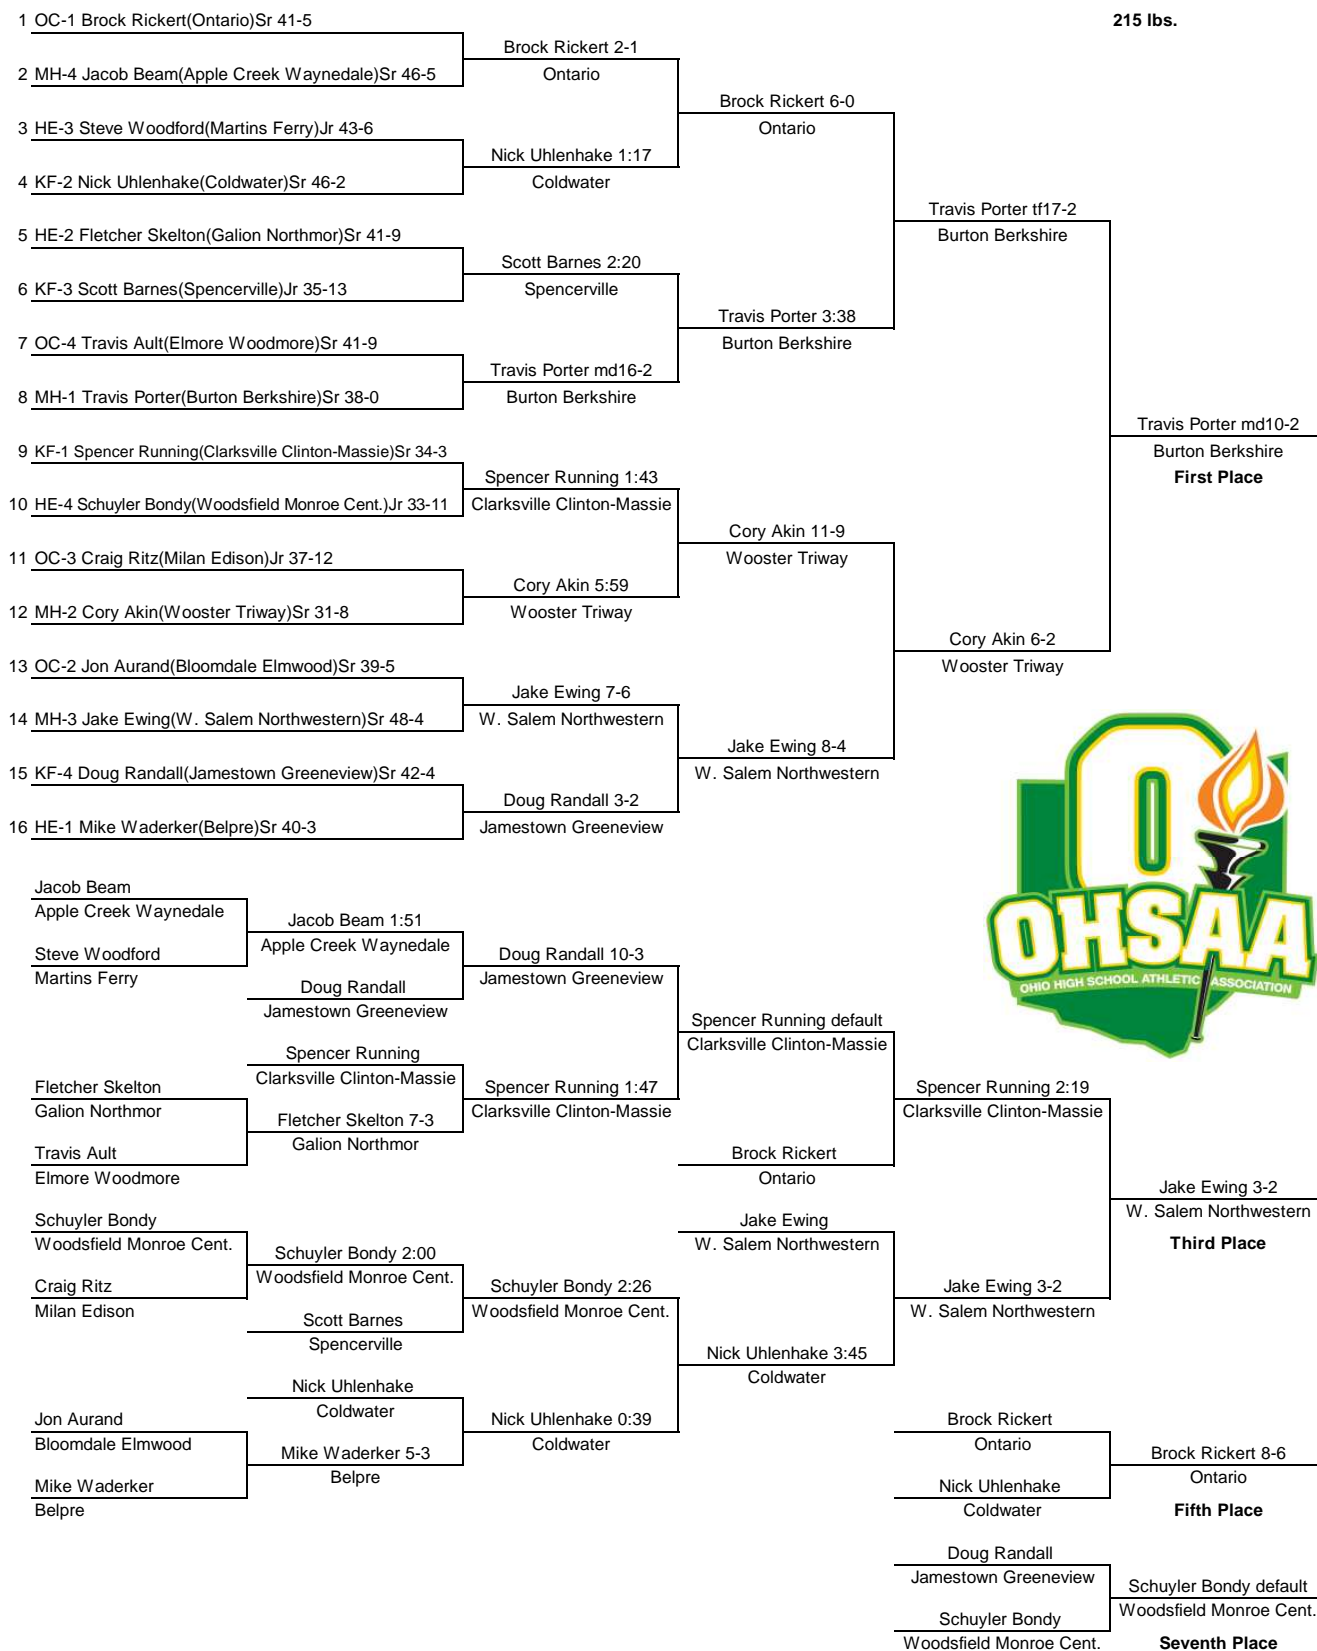 215 lbs.
1 OC-1 Brock Rickert(Ontario)Sr 41-5
2 MH-4 Jacob Beam(Apple Creek Waynedale)Sr 46-5
3 HE-3 Steve Woodford(Martins Ferry)Jr 43-6
4 KF-2 Nick Uhlenhake(Coldwater)Sr 46-2
5 HE-2 Fletcher Skelton(Galion Northmor)Sr 41-9
6 KF-3 Scott Barnes(Spencerville)Jr 35-13
7 OC-4 Travis Ault(Elmore Woodmore)Sr 41-9
8 MH-1 Travis Porter(Burton Berkshire)Sr 38-0
9 KF-1 Spencer Running(Clarksville Clinton-Massie)Sr 34-3
10 HE-4 Schuyler Bondy(Woodsfield Monroe Cent.)Jr 33-11
11 OC-3 Craig Ritz(Milan Edison)Jr 37-12
12 MH-2 Cory Akin(Wooster Triway)Sr 31-8
13 OC-2 Jon Aurand(Bloomdale Elmwood)Sr 39-5
14 MH-3 Jake Ewing(W. Salem Northwestern)Sr 48-4
15 KF-4 Doug Randall(Jamestown Greeneview)Sr 42-4
16 HE-1 Mike Waderker(Belpre)Sr 40-3
Brock Rickert 2-1
Ontario
Nick Uhlenhake 1:17
Coldwater
Scott Barnes 2:20
Spencerville
Travis Porter md16-2
Burton Berkshire
Spencer Running 1:43
Clarksville Clinton-Massie
Cory Akin 5:59
Wooster Triway
Jake Ewing 7-6
W. Salem Northwestern
Doug Randall 3-2
Jamestown Greeneview
Brock Rickert 6-0
Ontario
Travis Porter 3:38
Burton Berkshire
Cory Akin 11-9
Wooster Triway
Jake Ewing 8-4
W. Salem Northwestern
Travis Porter tf17-2
Burton Berkshire
Cory Akin 6-2
Wooster Triway
Travis Porter md10-2
Burton Berkshire
First Place
OHSAA
OHIO HIGH SCHOOL ATHLETIC ASSOCIATION
Jacob Beam
Apple Creek Waynedale
Steve Woodford
Martins Ferry
Fletcher Skelton
Galion Northmor
Travis Ault
Elmore Woodmore
Schuyler Bondy
Woodsfield Monroe Cent.
Craig Ritz
Milan Edison
Jon Aurand
Bloomdale Elmwood
Mike Waderker
Belpre
Jacob Beam 1:51
Apple Creek Waynedale
Doug Randall
Jamestown Greeneview
Spencer Running
Clarksville Clinton-Massie
Fletcher Skelton 7-3
Galion Northmor
Schuyler Bondy 2:00
Woodsfield Monroe Cent.
Scott Barnes
Spencerville
Nick Uhlenhake
Coldwater
Mike Waderker 5-3
Belpre
Doug Randall 10-3
Jamestown Greeneview
Spencer Running 1:47
Clarksville Clinton-Massie
Schuyler Bondy 2:26
Woodsfield Monroe Cent.
Nick Uhlenhake 0:39
Coldwater
Spencer Running default
Clarksville Clinton-Massie
Brock Rickert
Ontario
Jake Ewing
W. Salem Northwestern
Nick Uhlenhake 3:45
Coldwater
Spencer Running 2:19
Clarksville Clinton-Massie
Jake Ewing 3-2
W. Salem Northwestern
Jake Ewing 3-2
W. Salem Northwestern
Third Place
Brock Rickert
Ontario
Nick Uhlenhake
Coldwater
Brock Rickert 8-6
Ontario
Fifth Place
Doug Randall
Jamestown Greeneview
Schuyler Bondy
Woodsfield Monroe Cent.
Schuyler Bondy default
Woodsfield Monroe Cent.
Seventh Place